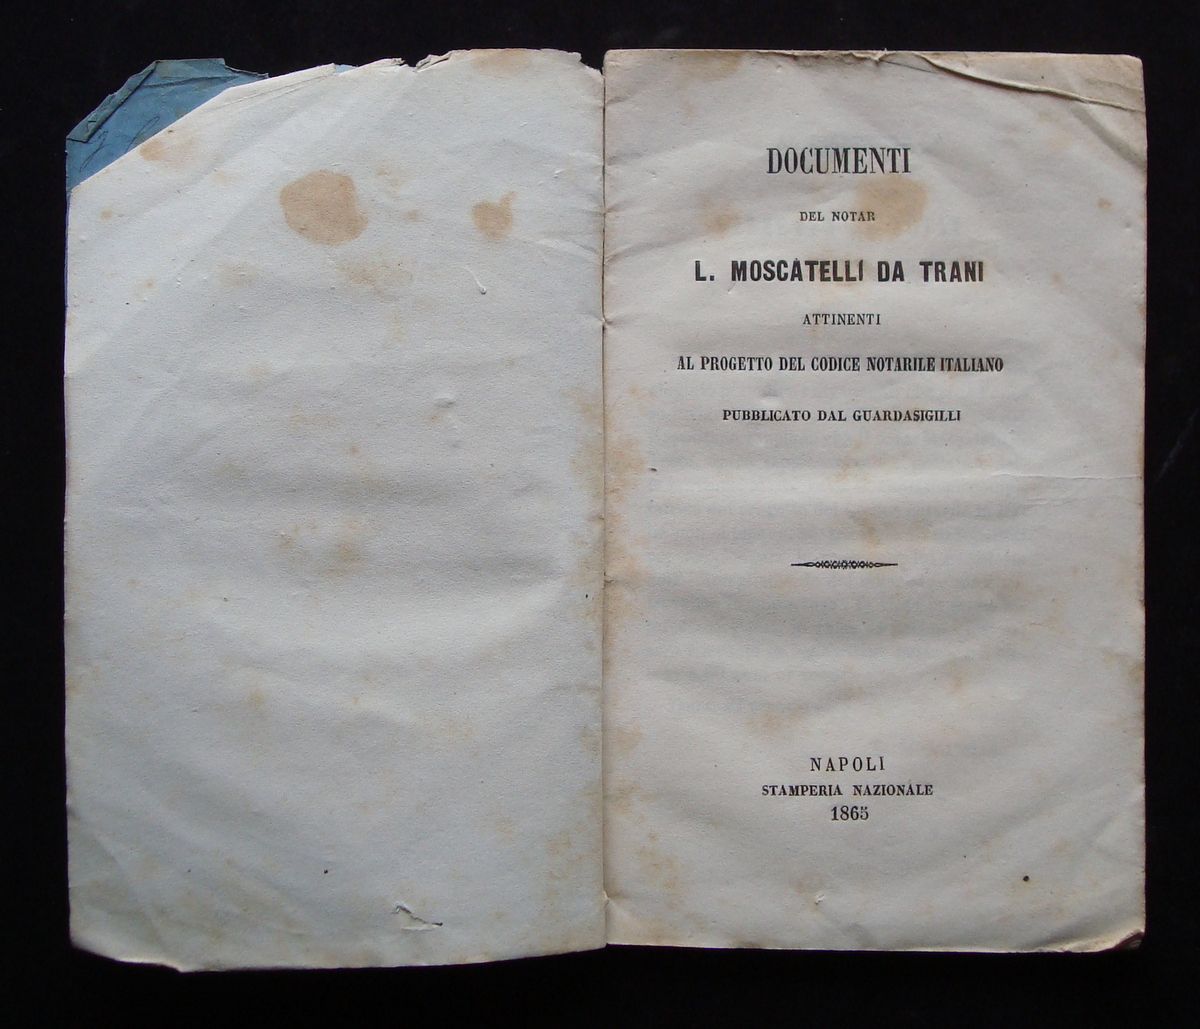 DOCUMENTI
DEL NOTAR
L. MOSCATELLI DA TRANI
ATTINENTI
AL PROGETTO DEL CODICE NOTARILE ITALIANO
PUBBLICATO DAL GUARDASIGILLI
NAPOLI
STAMPERIA NAZIONALE
1865